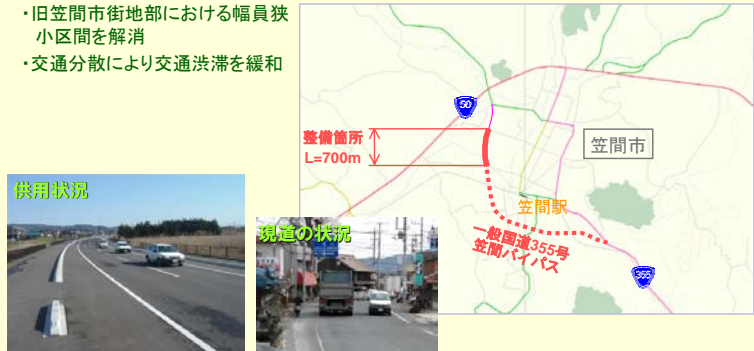 ・旧笠間市街地部における幅員狭
小区間を解消
・交通分散により交通渋滞を緩和
50
整備箇所
L=700m
笠間市
笠間駅
一般国道355号
笠間バイパス
355
供用状況
現道の状況